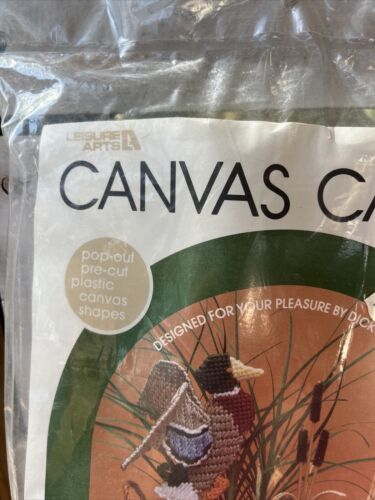 LEISURE
ARTS
CANVAS CA
pop-out
pre-cut
plastic
canvas
shapes
DESIGNED FOR YOUR PLEASURE BY DICK